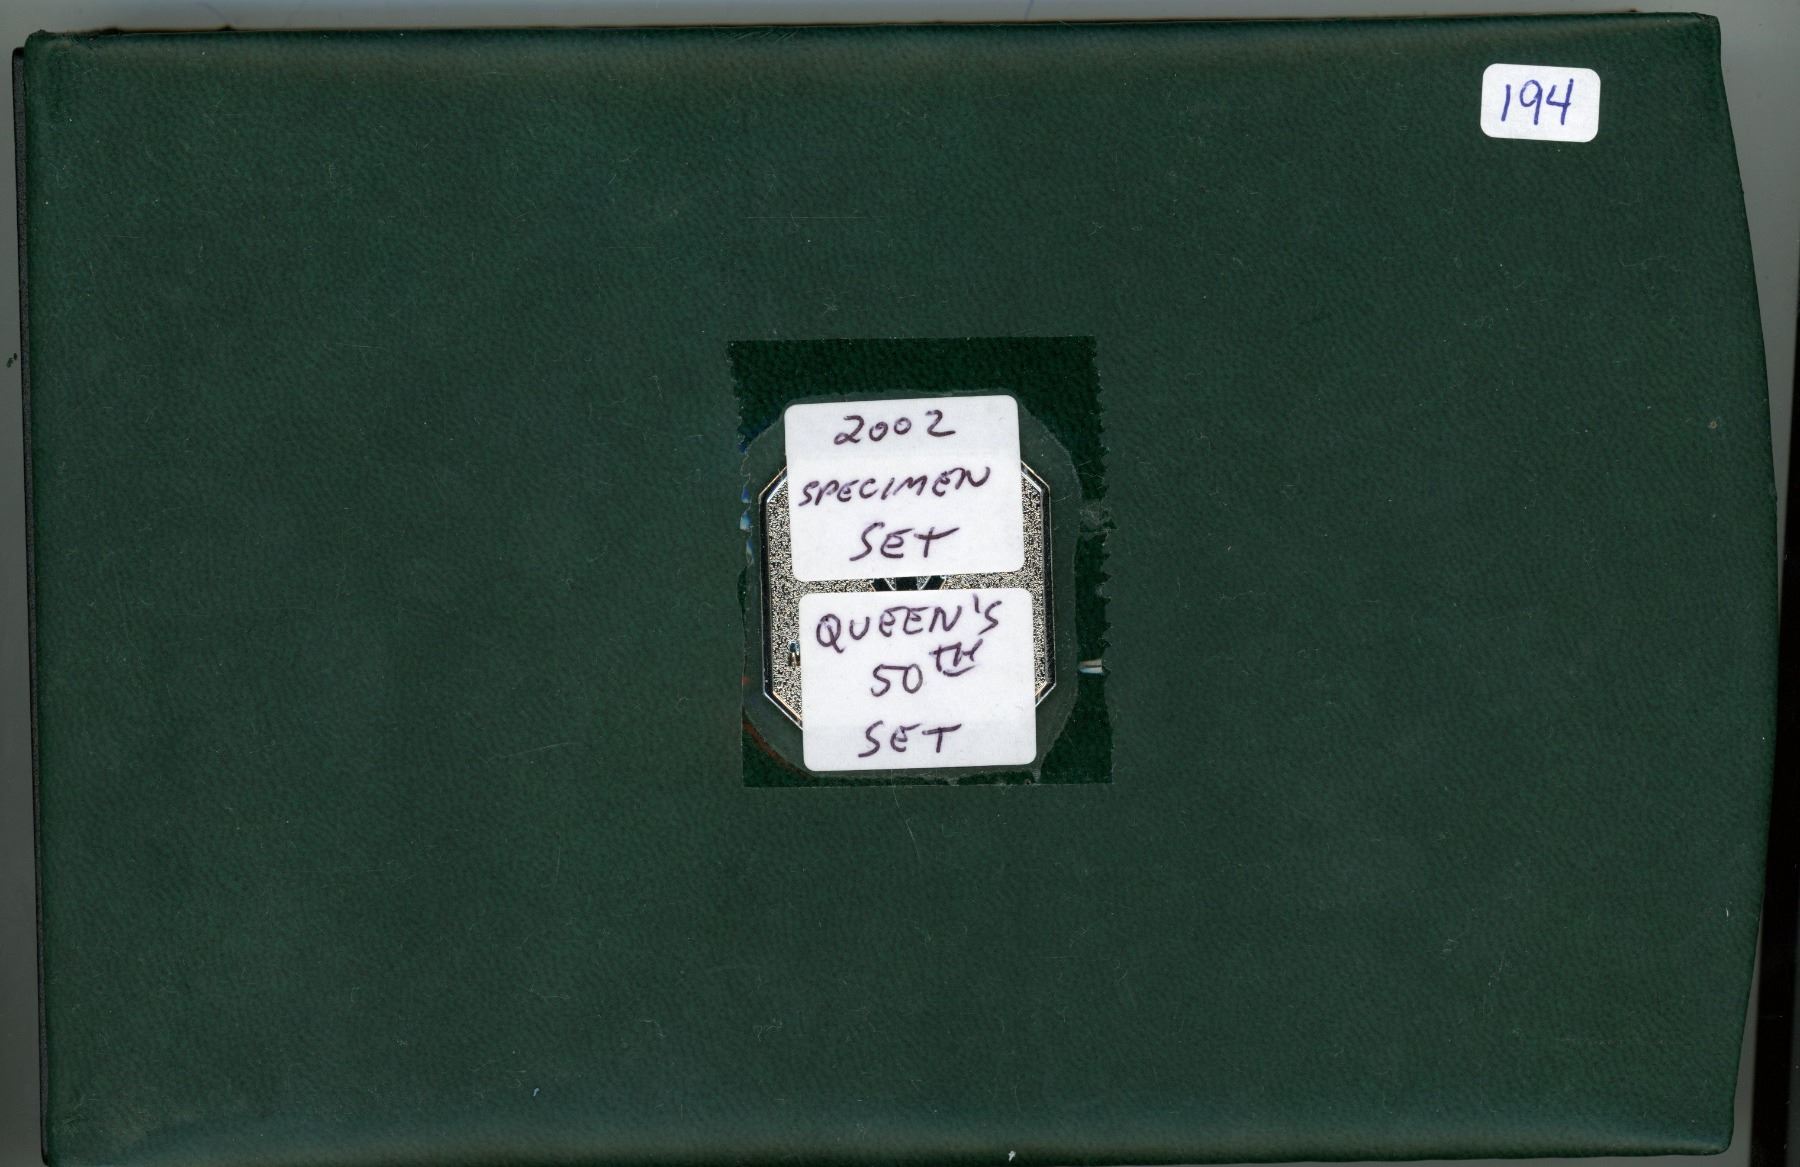 194
2002
SPECIMEN
SET
QUEEN'S
50TH
SET